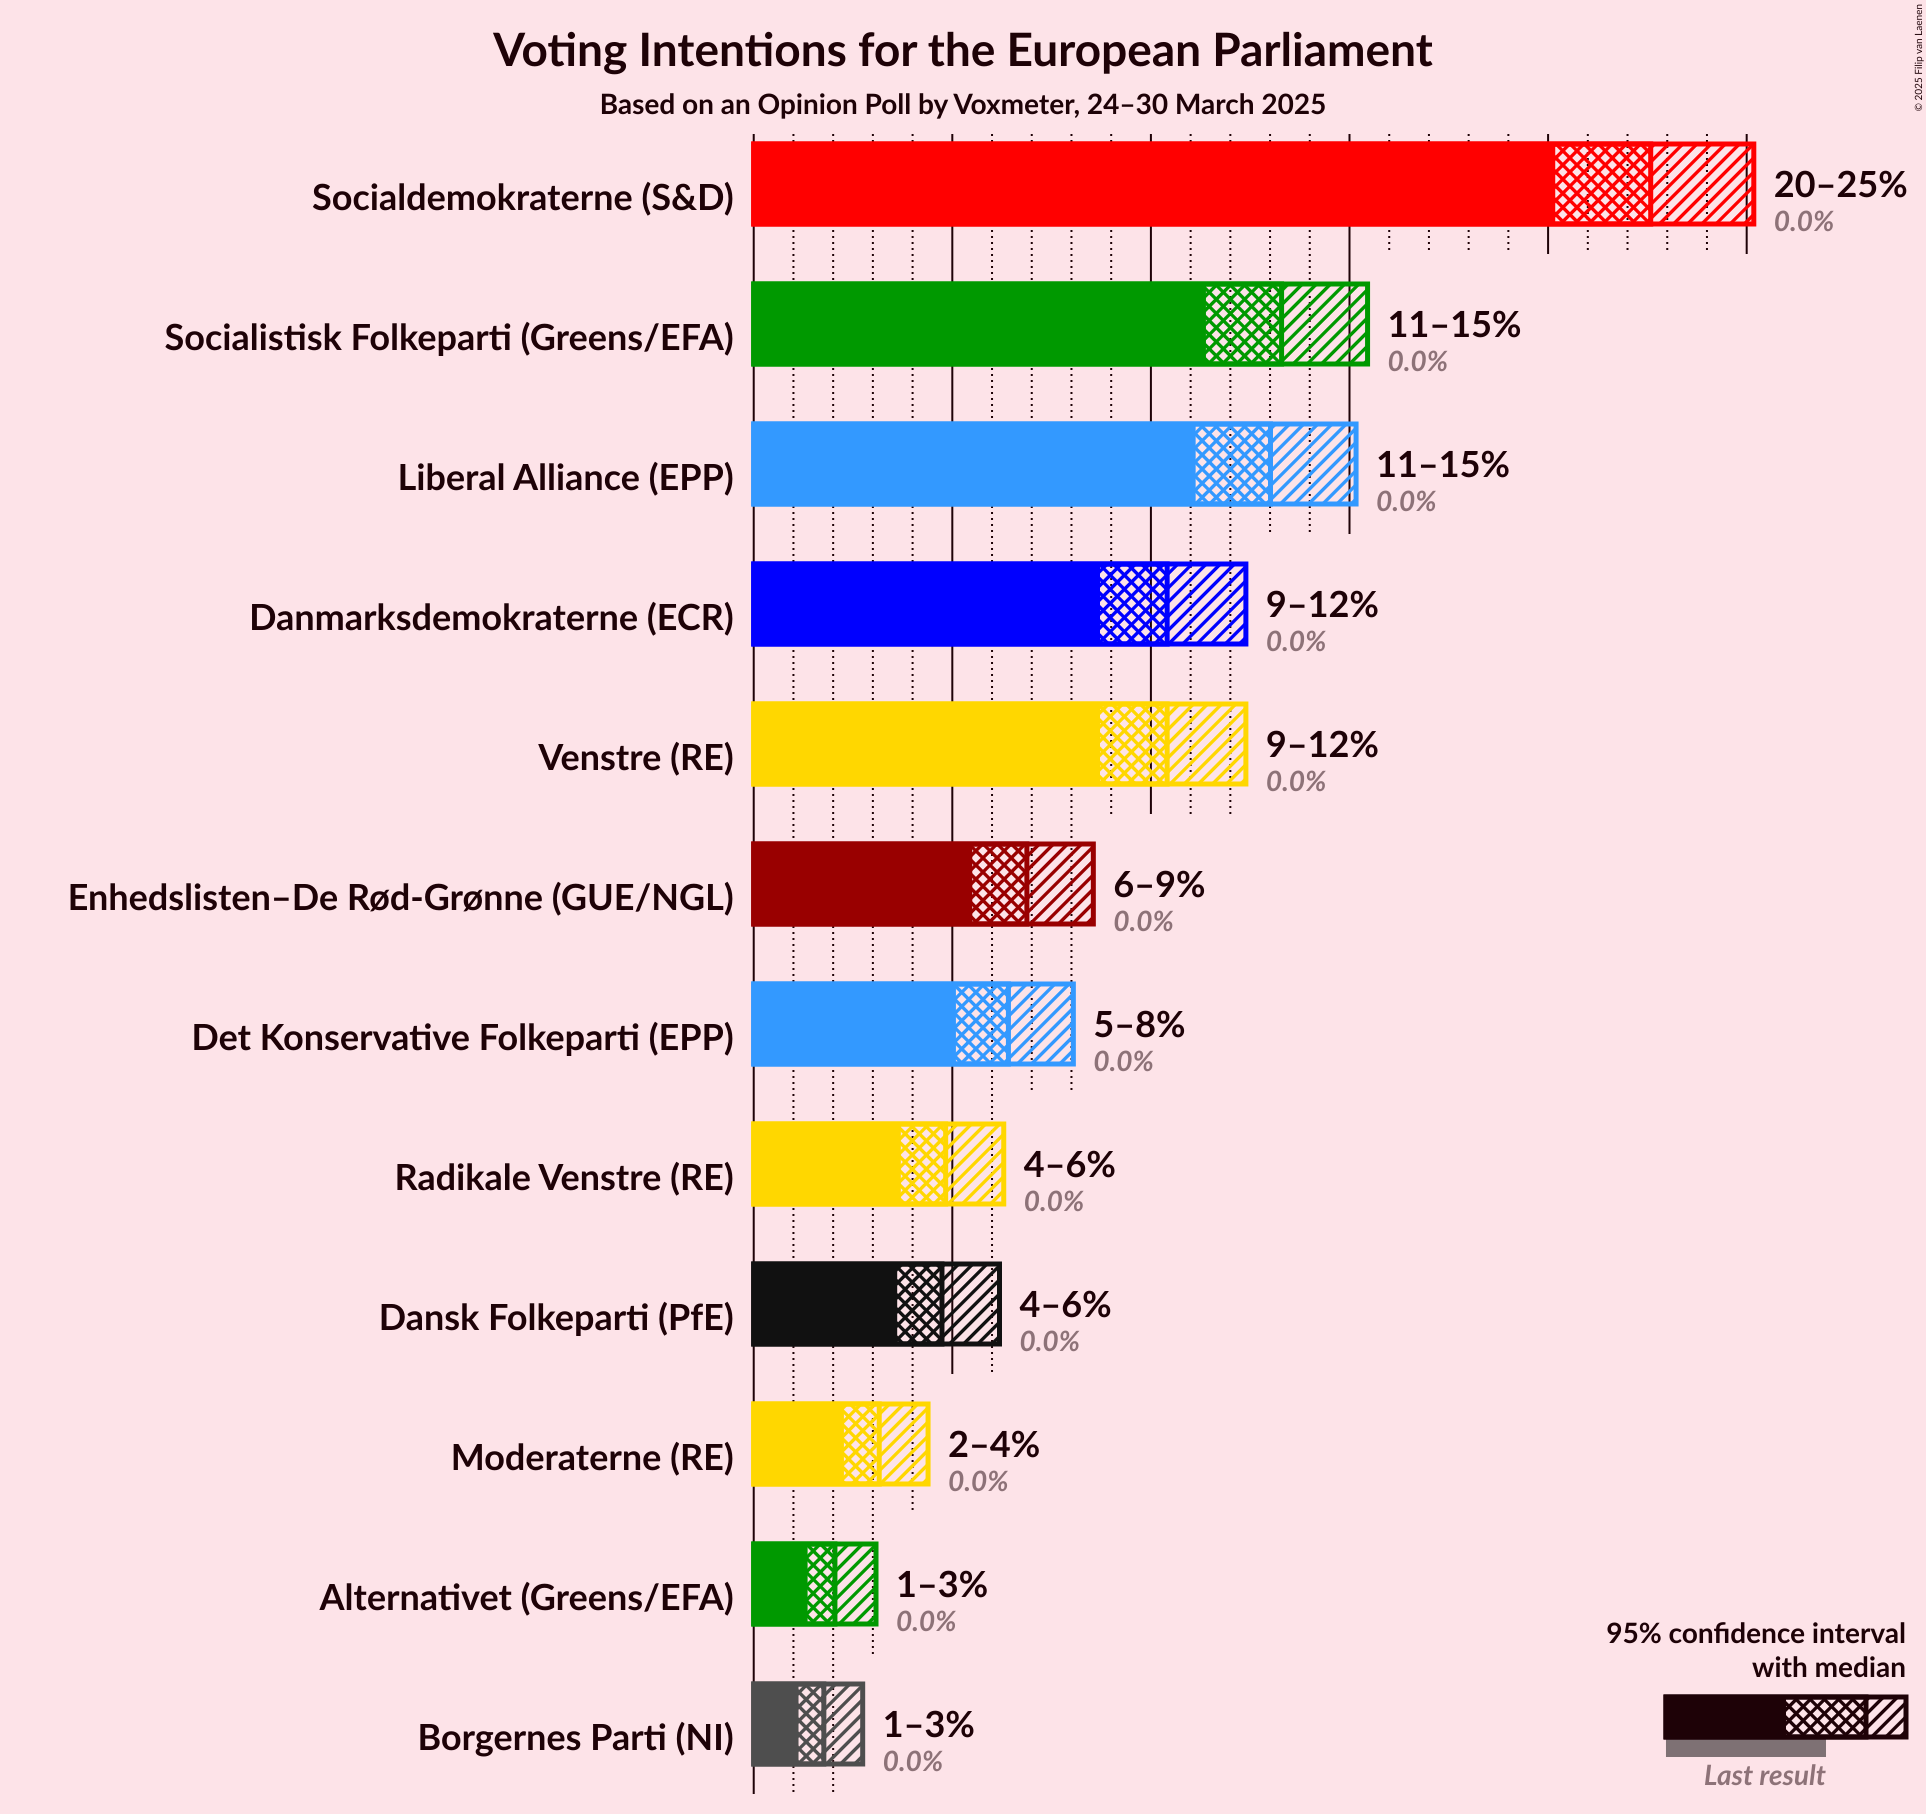 Voting Intentions for the European Parliament
Based on an Opinion Poll by Voxmeter, 24–30 March 2025
© 2025 Filip van Laenen
Socialdemokraterne (S&D)
20–25%
0.0%
Socialistisk Folkeparti (Greens/EFA)
11–15%
0.0%
Liberal Alliance (EPP)
11–15%
0.0%
Danmarksdemokraterne (ECR)
9–12%
0.0%
Venstre (RE)
9–12%
0.0%
Enhedslisten–De Rød-Grønne (GUE/NGL)
6–9%
0.0%
Det Konservative Folkeparti (EPP)
5–8%
0.0%
Radikale Venstre (RE)
4–6%
0.0%
Dansk Folkeparti (PfE)
4–6%
0.0%
Moderaterne (RE)
2–4%
0.0%
Alternativet (Greens/EFA)
1–3%
0.0%
Borgernes Parti (NI)
1–3%
0.0%
95% confidence interval
with median
Last result